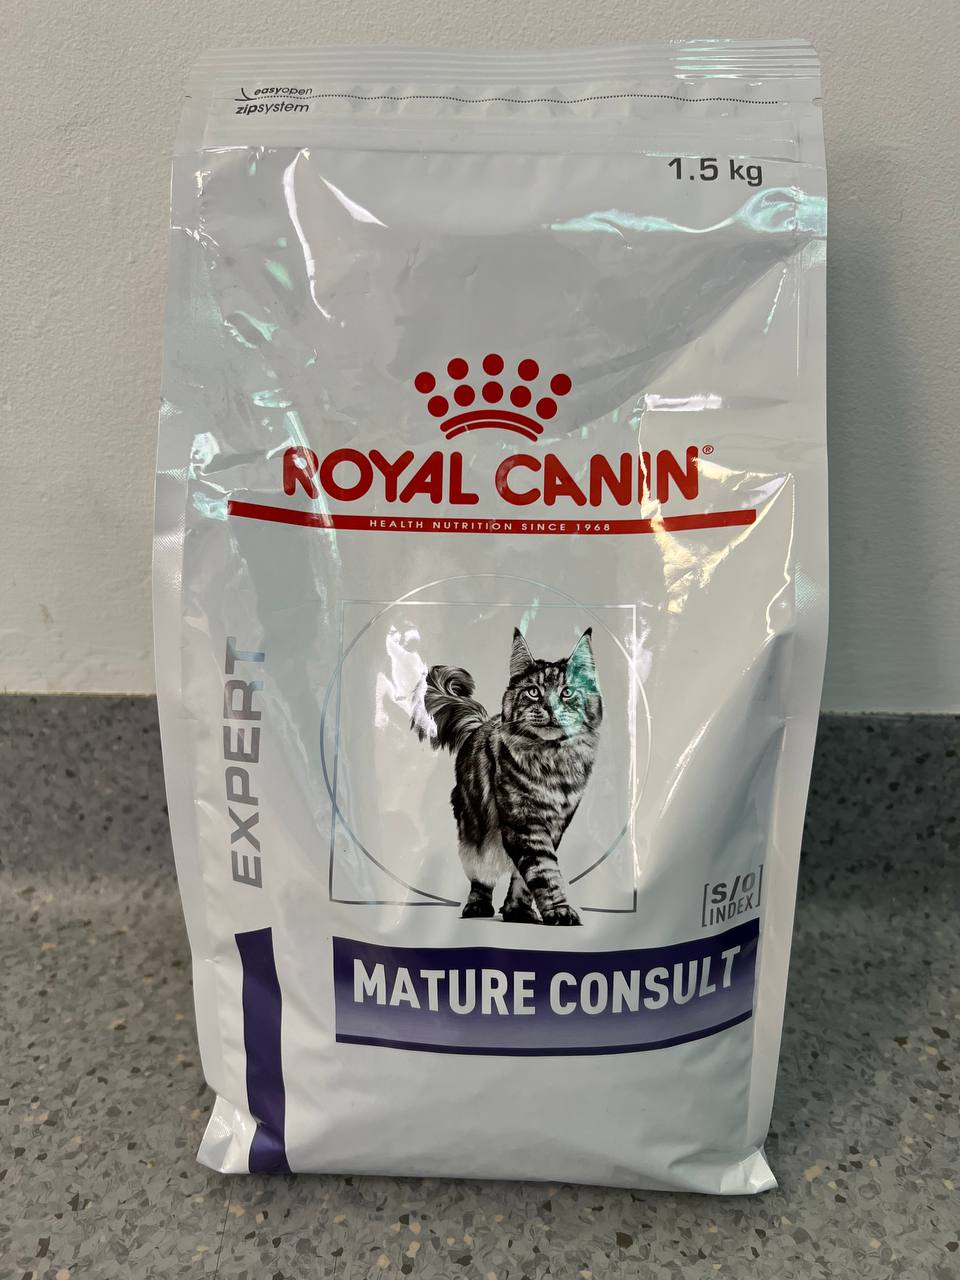 easyopen
zipsystem
1.5 kg
ROYAL CANIN®
HEALTH NUTRITION SINCE 1968
EXPERT
S/O
INDEX
MATURE CONSULT